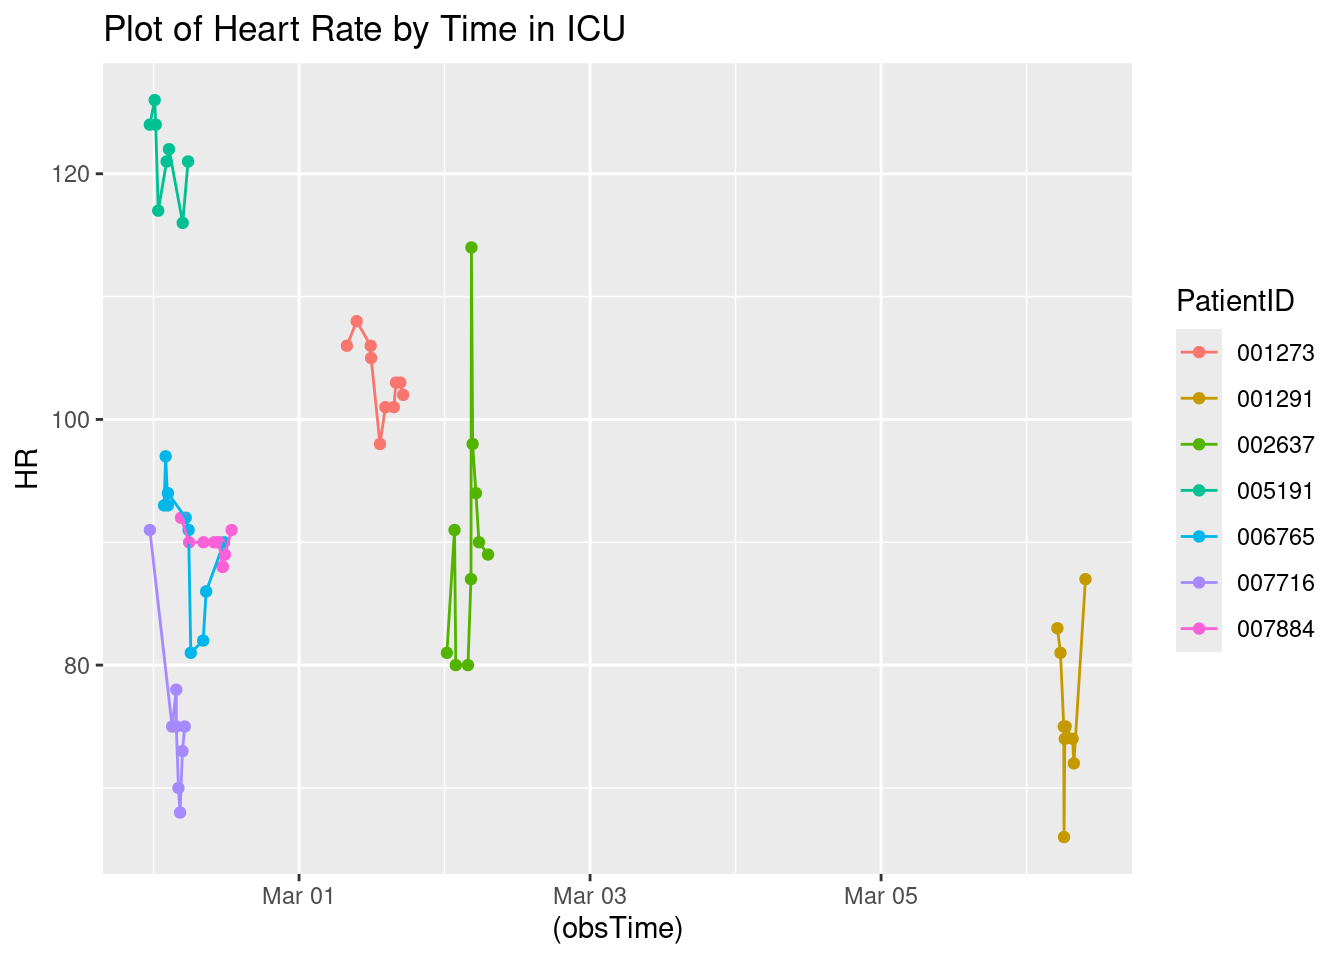 Plot of Heart Rate by Time in ICU
120
100
80
HR
Mar 01
Mar 03
Mar 05
(obsTime)
PatientID
001273
001291
002637
005191
006765
007716
007884